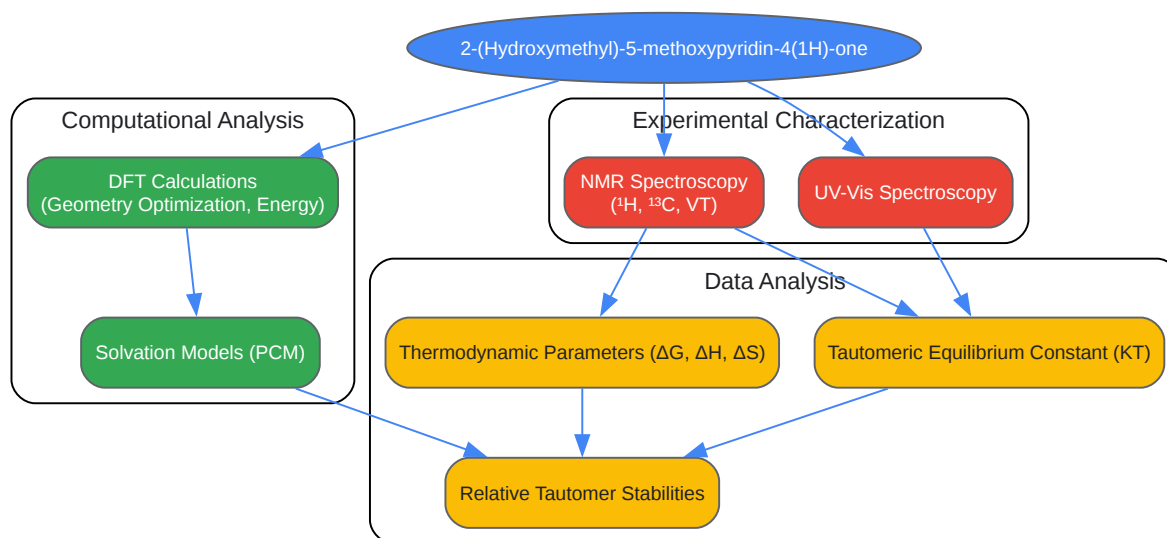 2-(Hydroxymethyl)-5-methoxypyridin-4(1H)-one
Computational Analysis
Experimental Characterization
DFT Calculations
(Geometry Optimization, Energy)
NMR Spectroscopy
(¹H, ¹³C, VT)
UV-Vis Spectroscopy
Data Analysis
Solvation Models (PCM)
Thermodynamic Parameters (ΔG, ΔH, ΔS)
Tautomeric Equilibrium Constant (KT)
Relative Tautomer Stabilities